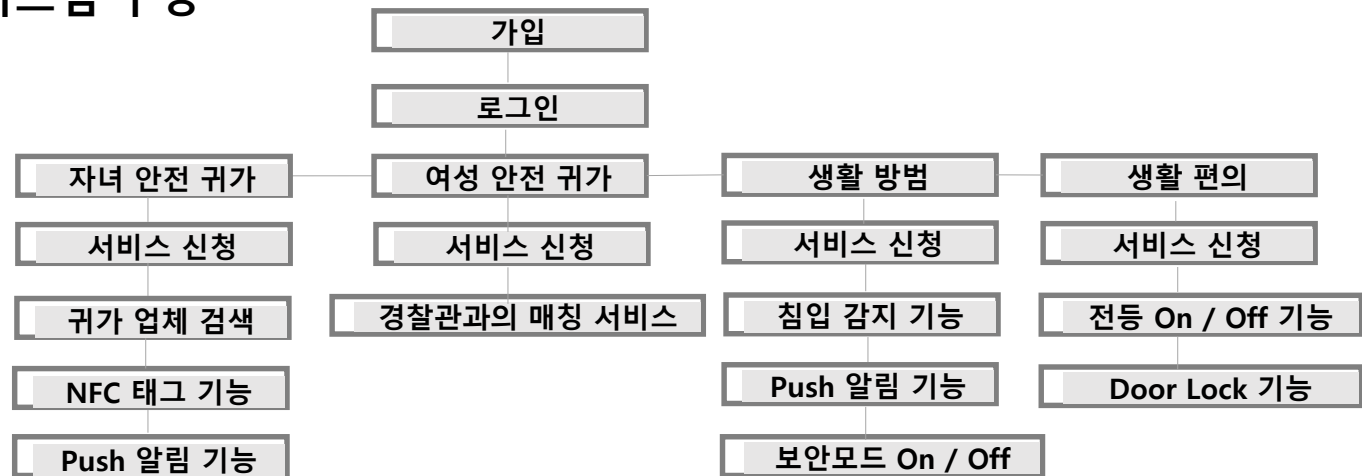 가입
로그인
자녀 안전 귀가
여성 안전 귀가
생활 방범
생활 편의
서비스 신청
서비스 신청
서비스 신청
서비스 신청
귀가 업체 검색
경찰관과의 매칭 서비스
침입 감지 기능
전등 On / Off 기능
NFC 태그 기능
Push 알림 기능
Door Lock 기능
Push 알림 기능
보안모드 On / Off